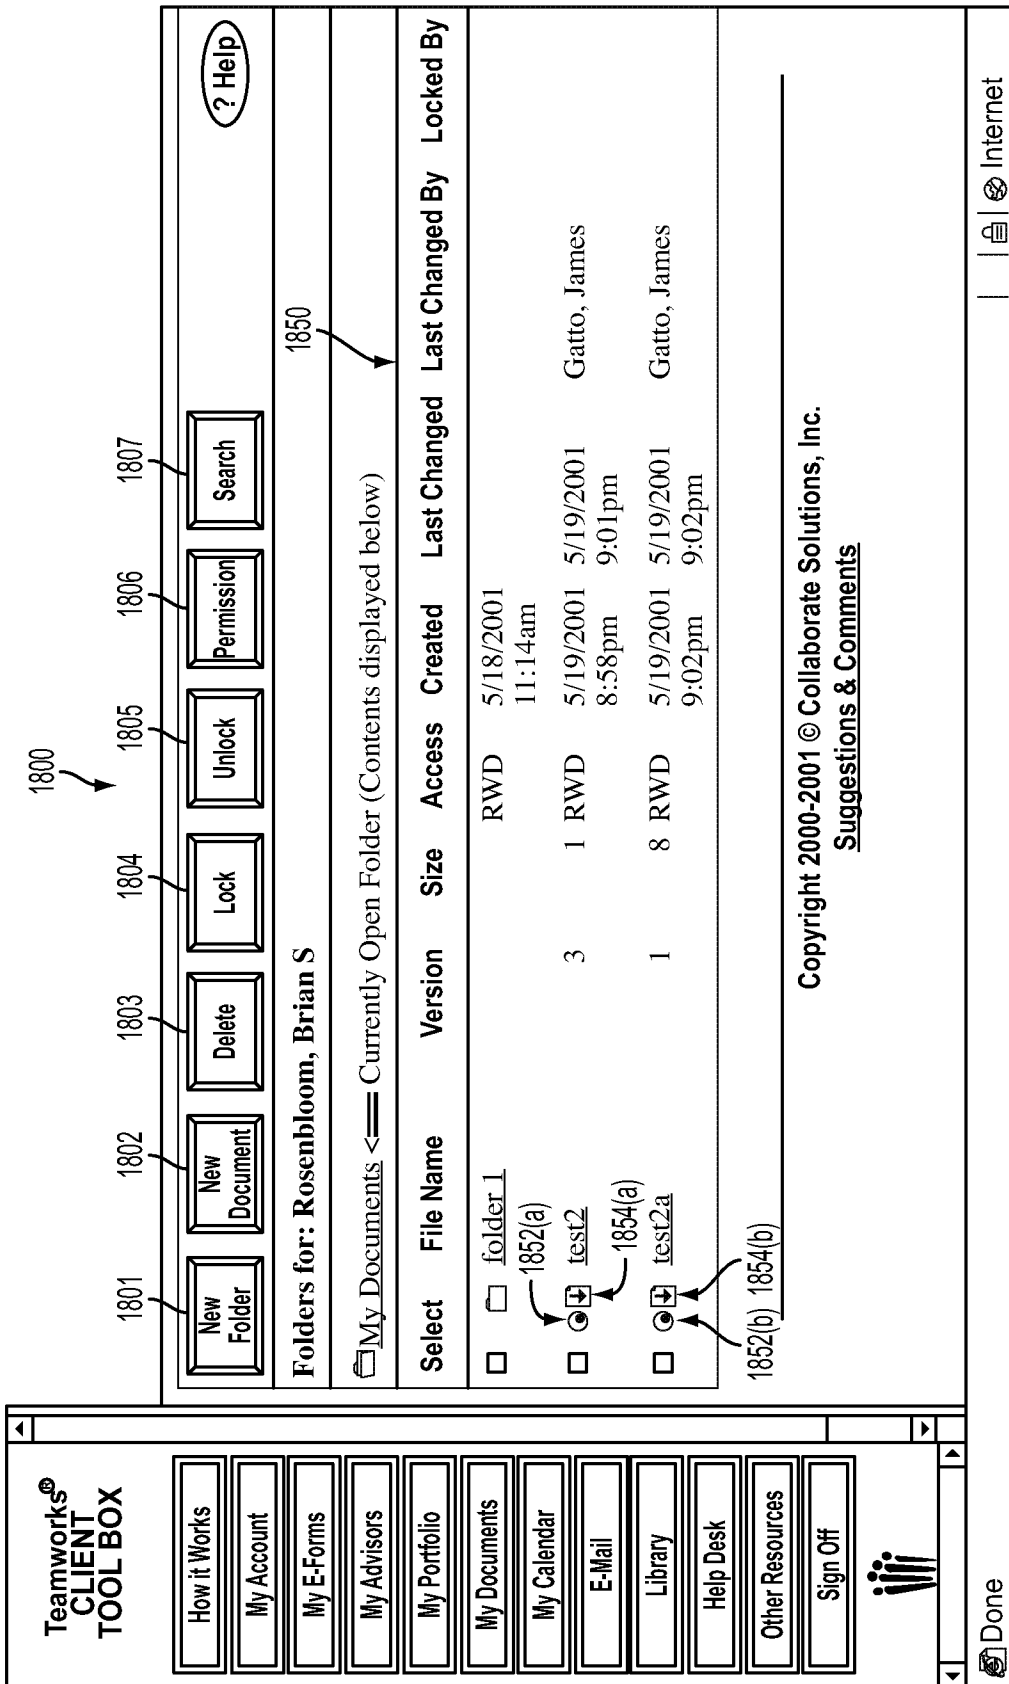 1800
1801
1802
1803
1804
1805
1806
1807
Teamworks®
CLIENT
TOOL BOX
How it Works
My Account
My E-Forms
My Advisors
My Portfolio
My Documents
My Calendar
E-Mail
Library
Help Desk
Other Resources
Sign Off
New Folder
New Document
Delete
Lock
Unlock
Permission
Search
? Help
Folders for: Rosenbloom, Brian S
1850
My Documents <== Currently Open Folder (Contents displayed below)
Select File Name Version Size Access Created Last Changed Last Changed By Locked By
folder 1 RWD 5/18/2001 11:14am
1852(a)
test2 3 1 RWD 5/19/2001 8:58pm 5/19/2001 9:01pm Gatto, James
1854(a)
test2a 1 8 RWD 5/19/2001 9:02pm 5/19/2001 9:02pm Gatto, James
1852(b) 1854(b)
Copyright 2000-2001 © Collaborate Solutions, Inc.
Suggestions & Comments
Done
Internet